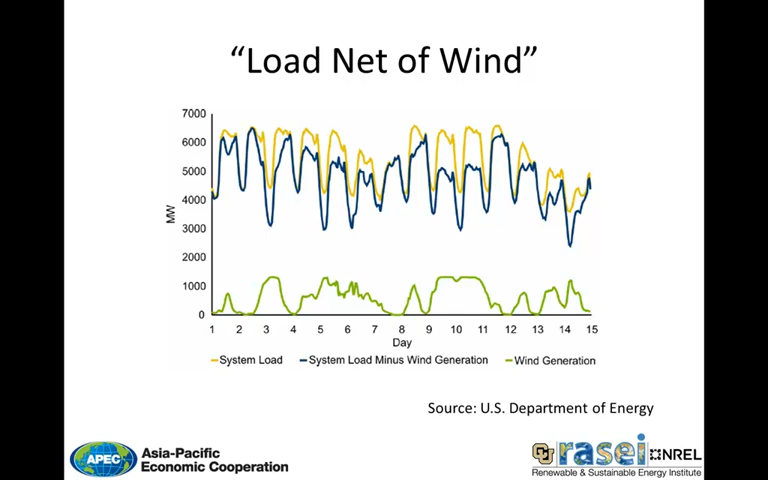 “Load Net of Wind”
7000
6000
5000
4000
3000
2000
1000
0
MW
1 2 3 4 5 6 7 8 9 10 11 12 13 14 15
Day
System Load System Load Minus Wind Generation Wind Generation
Source: U.S. Department of Energy
APEC
Asia-Pacific
Economic Cooperation
CU rasei NREL
Renewable & Sustainable Energy Institute